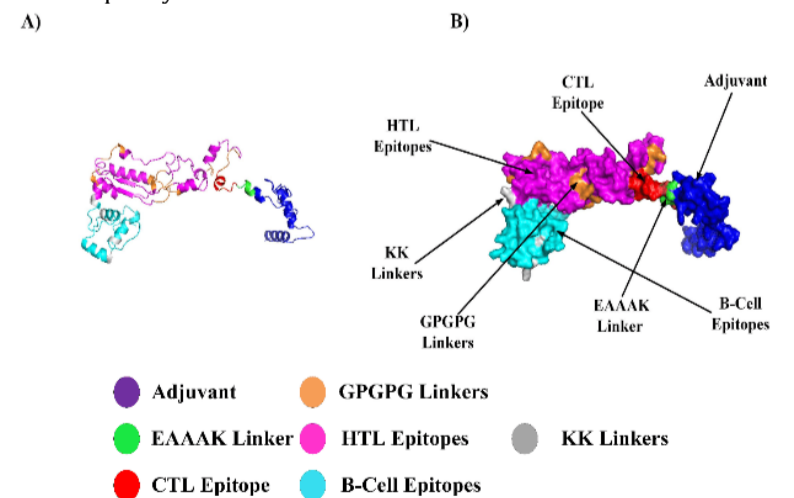 A)
B)
CTL
Epitope
Adjuvant
HTL
Epitopes
KK
Linkers
GPGPG
Linkers
EAAAK
Linker
B-Cell
Epitopes
Adjuvant
GPGPG Linkers
EAAAK Linker
HTL Epitopes
KK Linkers
CTL Epitope
B-Cell Epitopes